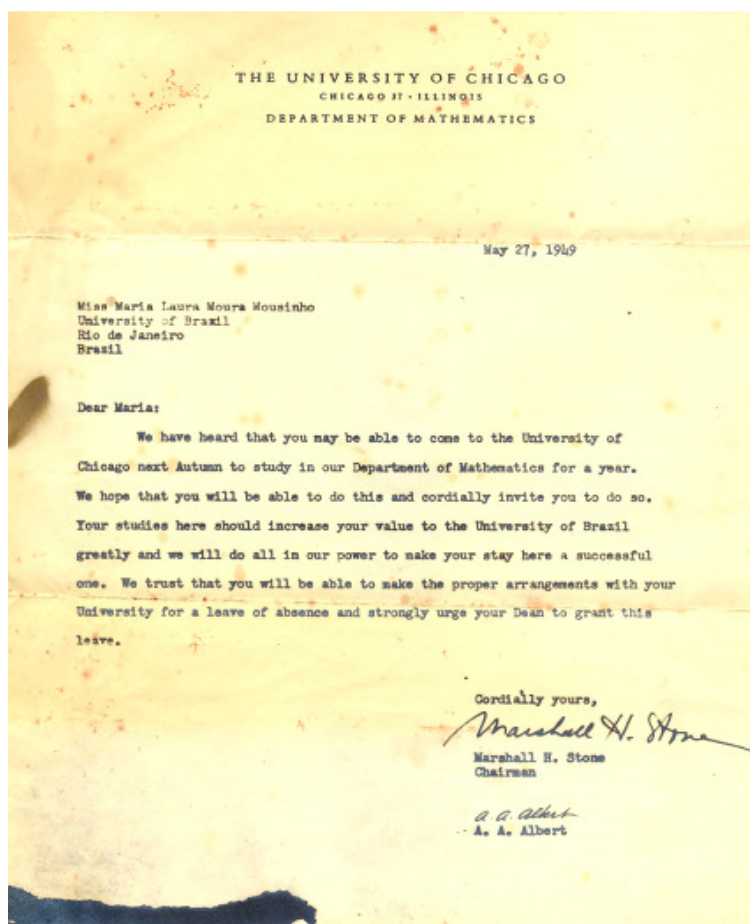 THE UNIVERSITY OF CHICAGO
CHICAGO 37 · ILLINOIS
DEPARTMENT OF MATHEMATICS
May 27, 1949
Miss Maria Laura Moura Mousinho
University of Brazil
Rio de Janeiro
Brazil
Dear Maria:
We have heard that you may be able to come to the University of
Chicago next Autumn to study in our Department of Mathematics for a year.
We hope that you will be able to do this and cordially invite you to do so.
Your studies here should increase your value to the University of Brazil
greatly and we will do all in our power to make your stay here a successful
one. We trust that you will be able to make the proper arrangements with your
University for a leave of absence and strongly urge your Dean to grant this
leave.
Cordially yours,
Marshall H. Stone
Marshall H. Stone
Chairman
a. a. albert
A. A. Albert